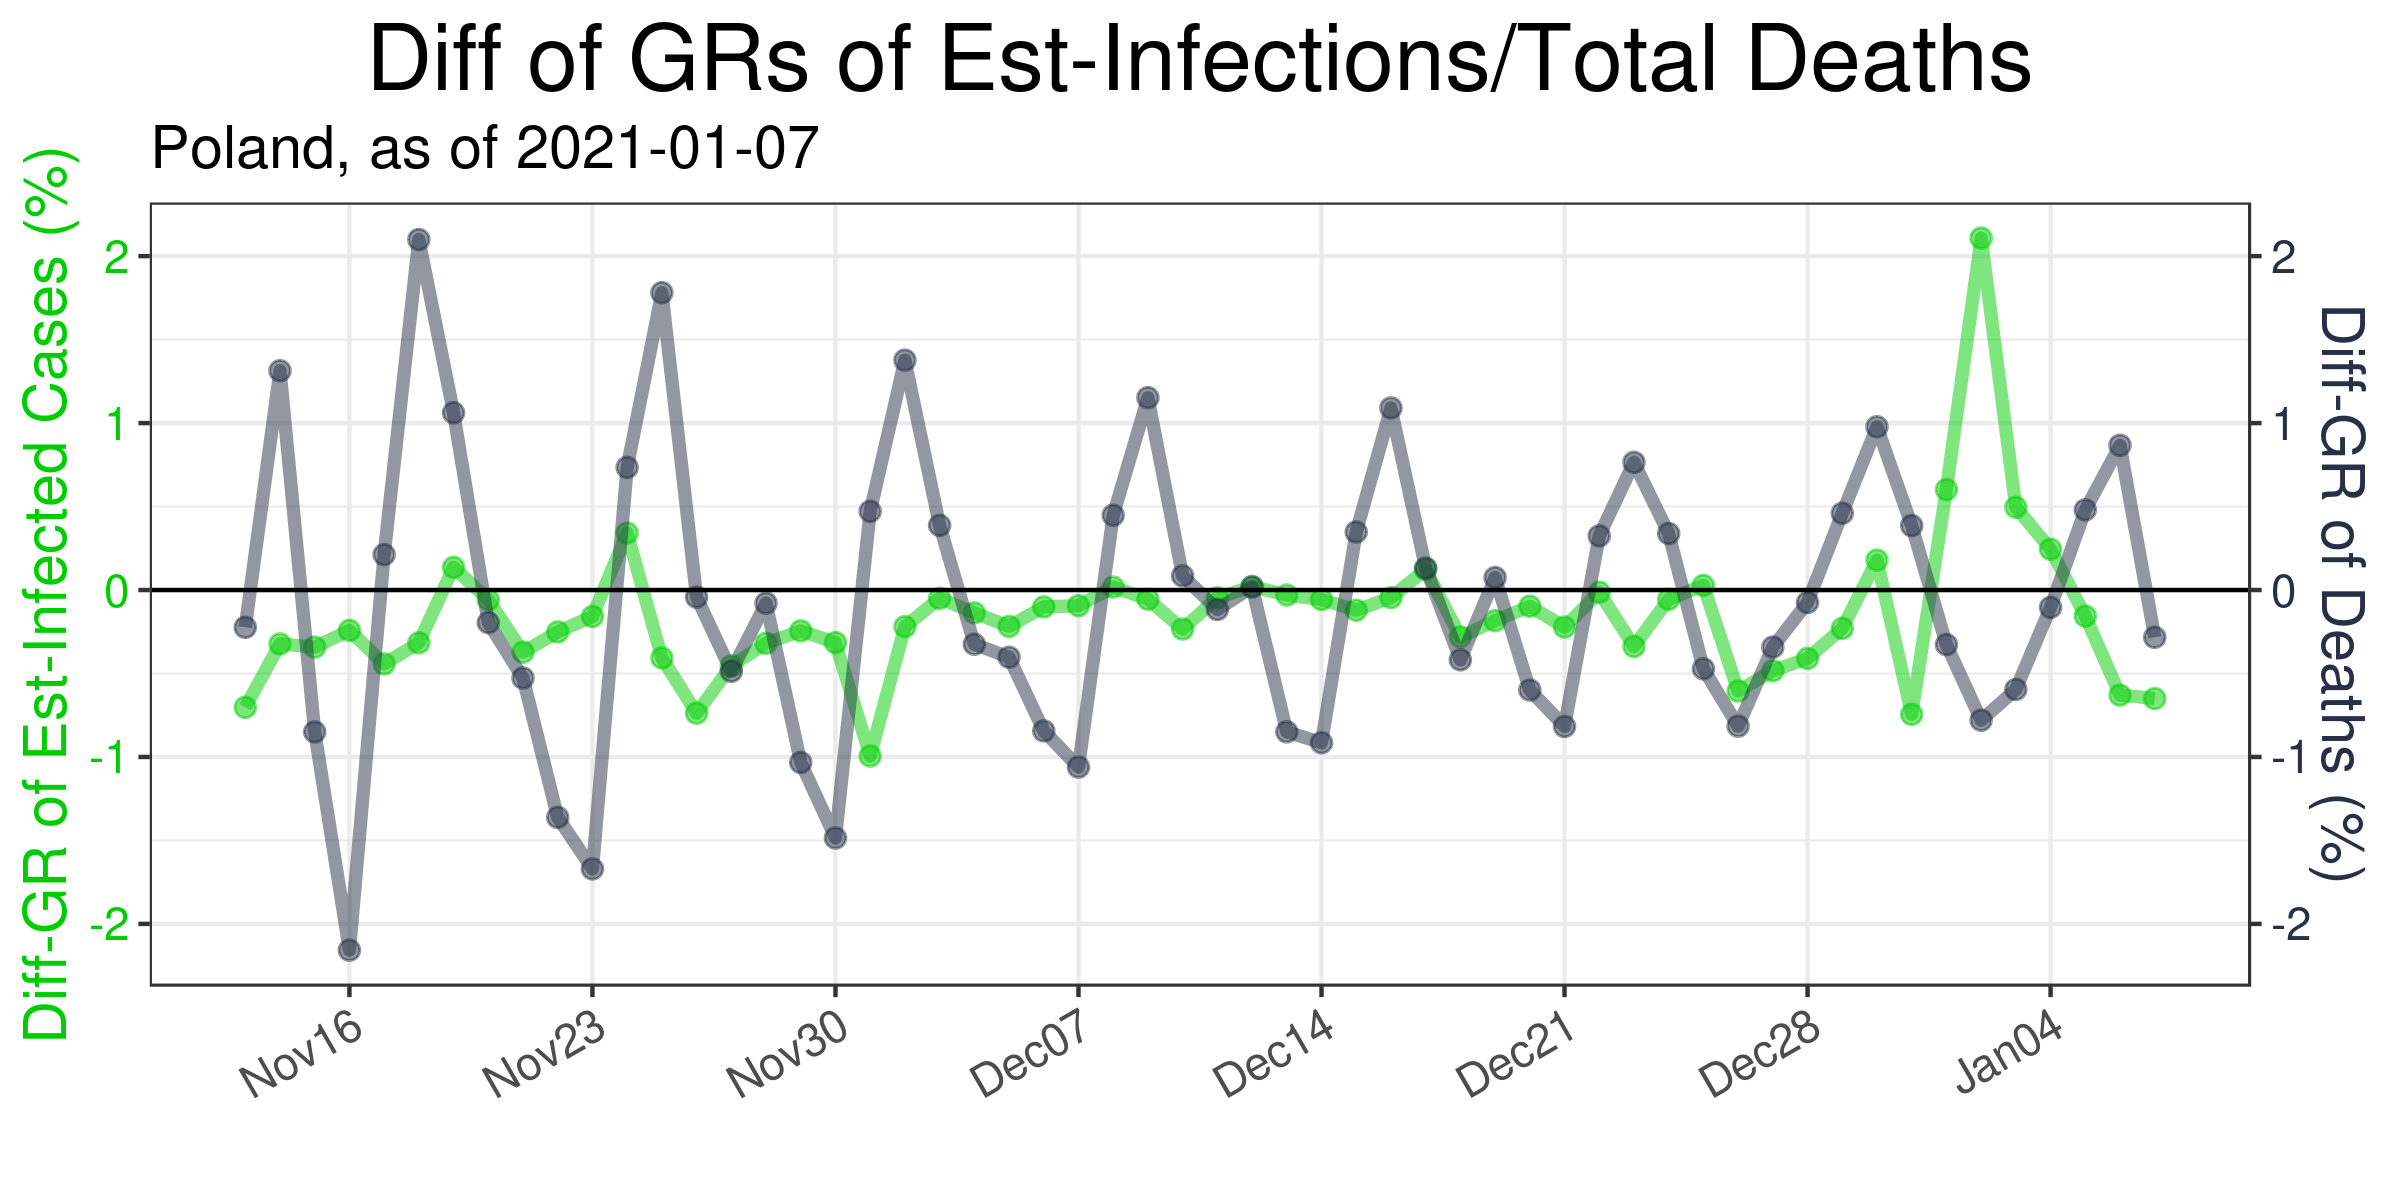 Diff of GRs of Est-Infections/Total Deaths
Poland, as of 2021-01-07
Diff-GR of Est-Infected Cases (%)
2
1
0
-1
-2
2
1
0
-1
-2
Diff-GR of Deaths (%)
Nov16
Nov23
Nov30
Dec07
Dec14
Dec21
Dec28
Jan04